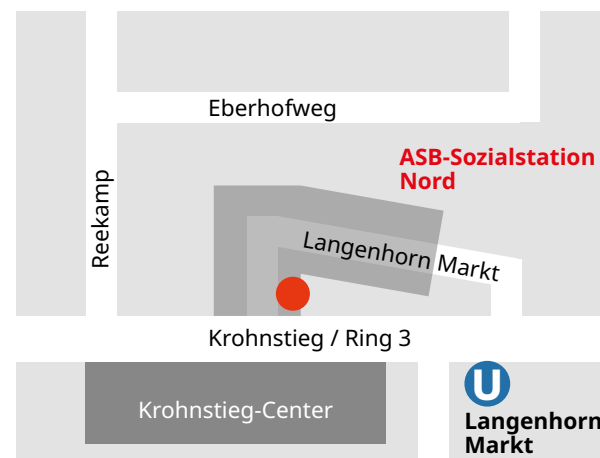 Eberhofweg
ASB-Sozialstation
Nord
Reekamp
Langenhorn Markt
Krohnstieg / Ring 3
Krohnstieg-Center
U
Langenhorn
Markt